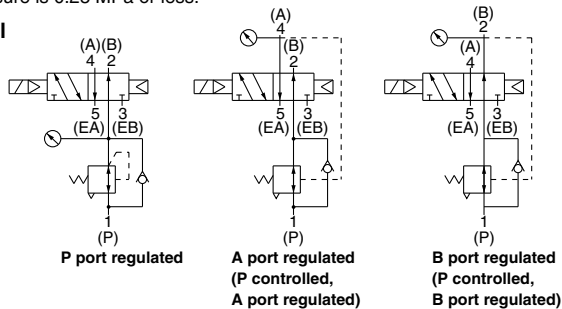 (A)
4
(B)
2
(B)
2
(A)(B)
4 2
(A)
4
5 3
(EA) (EB)
5 3
(EA) (EB)
5 3
(EA) (EB)
1
(P)
1
(P)
1
(P)
P port regulated
A port regulated
(P controlled,
A port regulated)
B port regulated
(P controlled,
B port regulated)